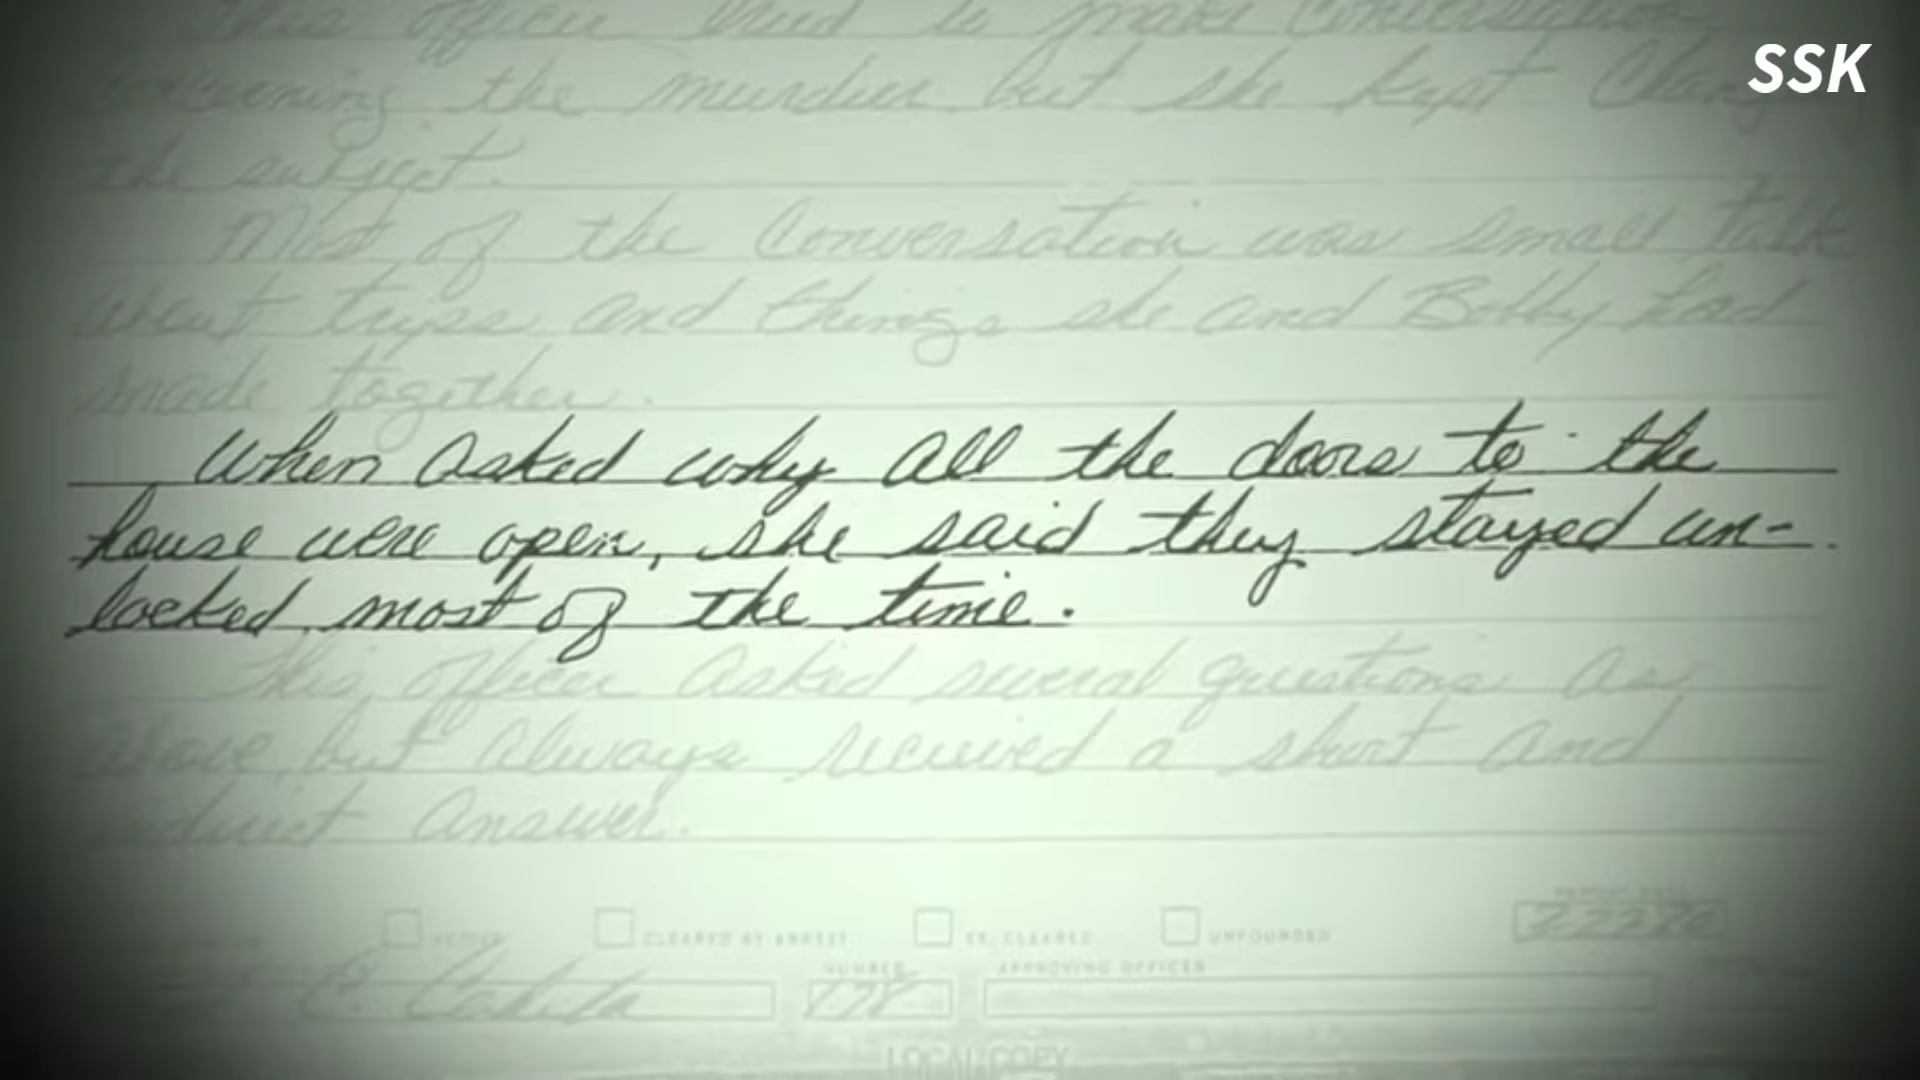 This officer tried to make conversation
SSK
concerning the murder but she kept Chang
the subject.
Most of the Conversation was small talk
about trips and things she and Bobby had
made together.
When asked why all the doors to the
house were open, she said they stayed un-
locked most of the time.
This officer asked several questions as
above, but always received a short and
indirect answer.
ACTIVE CLEARED BY ARREST EX. CLEARED UNFOUNDED
NUMBER APPROVING OFFICER
LOCAL COPY